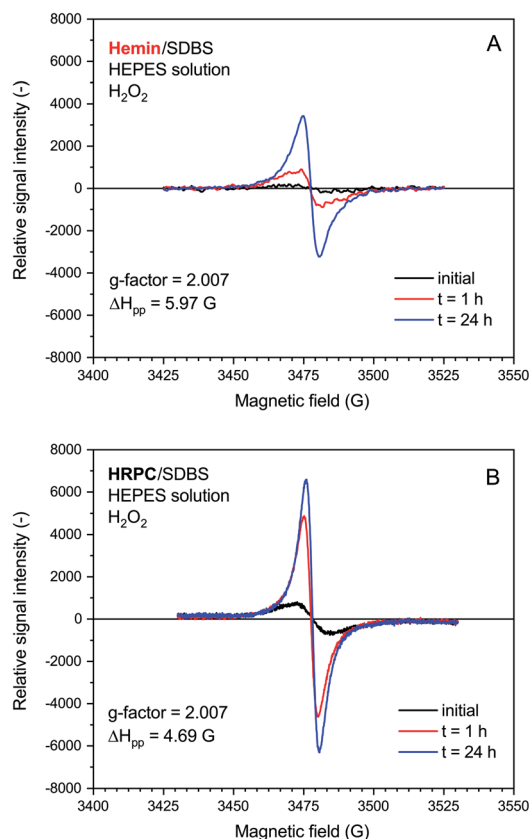 A
Hemin/SDBS
HEPES solution
H₂O₂
g-factor = 2.007
ΔHpp = 5.97 G
initial
t = 1 h
t = 24 h
Relative signal intensity (-)
8000
6000
4000
2000
0
-2000
-4000
-6000
-8000
3400 3425 3450 3475 3500 3525 3550
Magnetic field (G)
B
HRPC/SDBS
HEPES solution
H₂O₂
g-factor = 2.007
ΔHpp = 4.69 G
initial
t = 1 h
t = 24 h
Relative signal intensity (-)
8000
6000
4000
2000
0
-2000
-4000
-6000
-8000
3400 3425 3450 3475 3500 3525 3550
Magnetic field (G)